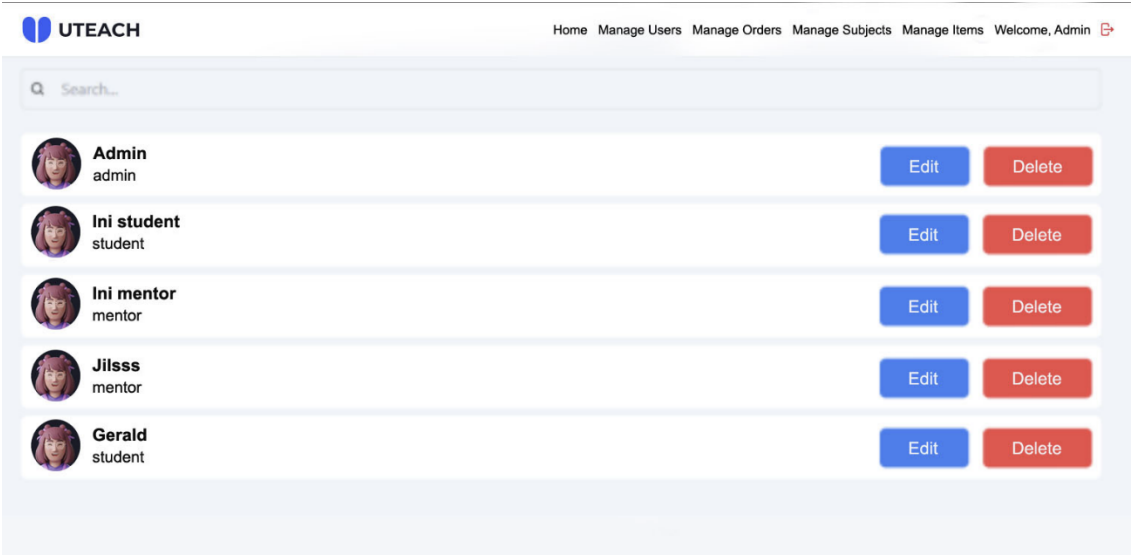 UTEACH
Home Manage Users Manage Orders Manage Subjects Manage Items Welcome, Admin
Search...
Admin
admin
Edit Delete
Ini student
student
Edit Delete
Ini mentor
mentor
Edit Delete
Jilsss
mentor
Edit Delete
Gerald
student
Edit Delete